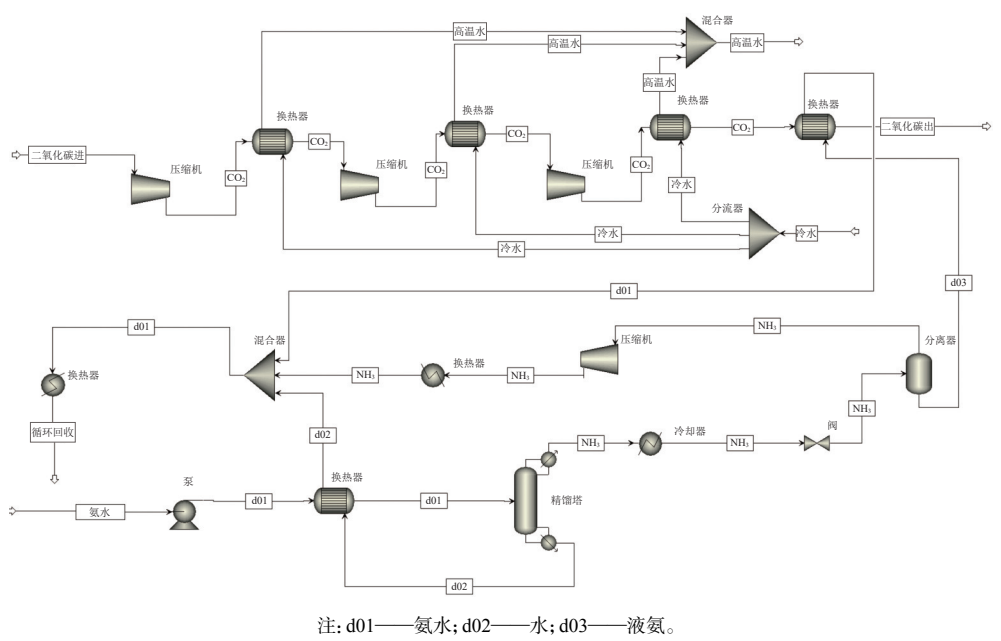 混合器
高温水
高温水
高温水
高温水
换热器
换热器
换热器
换热器
二氧化碳进
压缩机
CO₂
CO₂
压缩机
CO₂
CO₂
压缩机
CO₂
CO₂
二氧化碳出
冷水
分流器
冷水
冷水
冷水
d03
d01
d01
混合器
NH₃
压缩机
分离器
换热器
NH₃
换热器
NH₃
NH₃
循环回收
d02
NH₃
冷却器
NH₃
阀
泵
换热器
氨水
d01
d01
精馏塔
d02
注: d01——氨水; d02——水; d03——液氨。